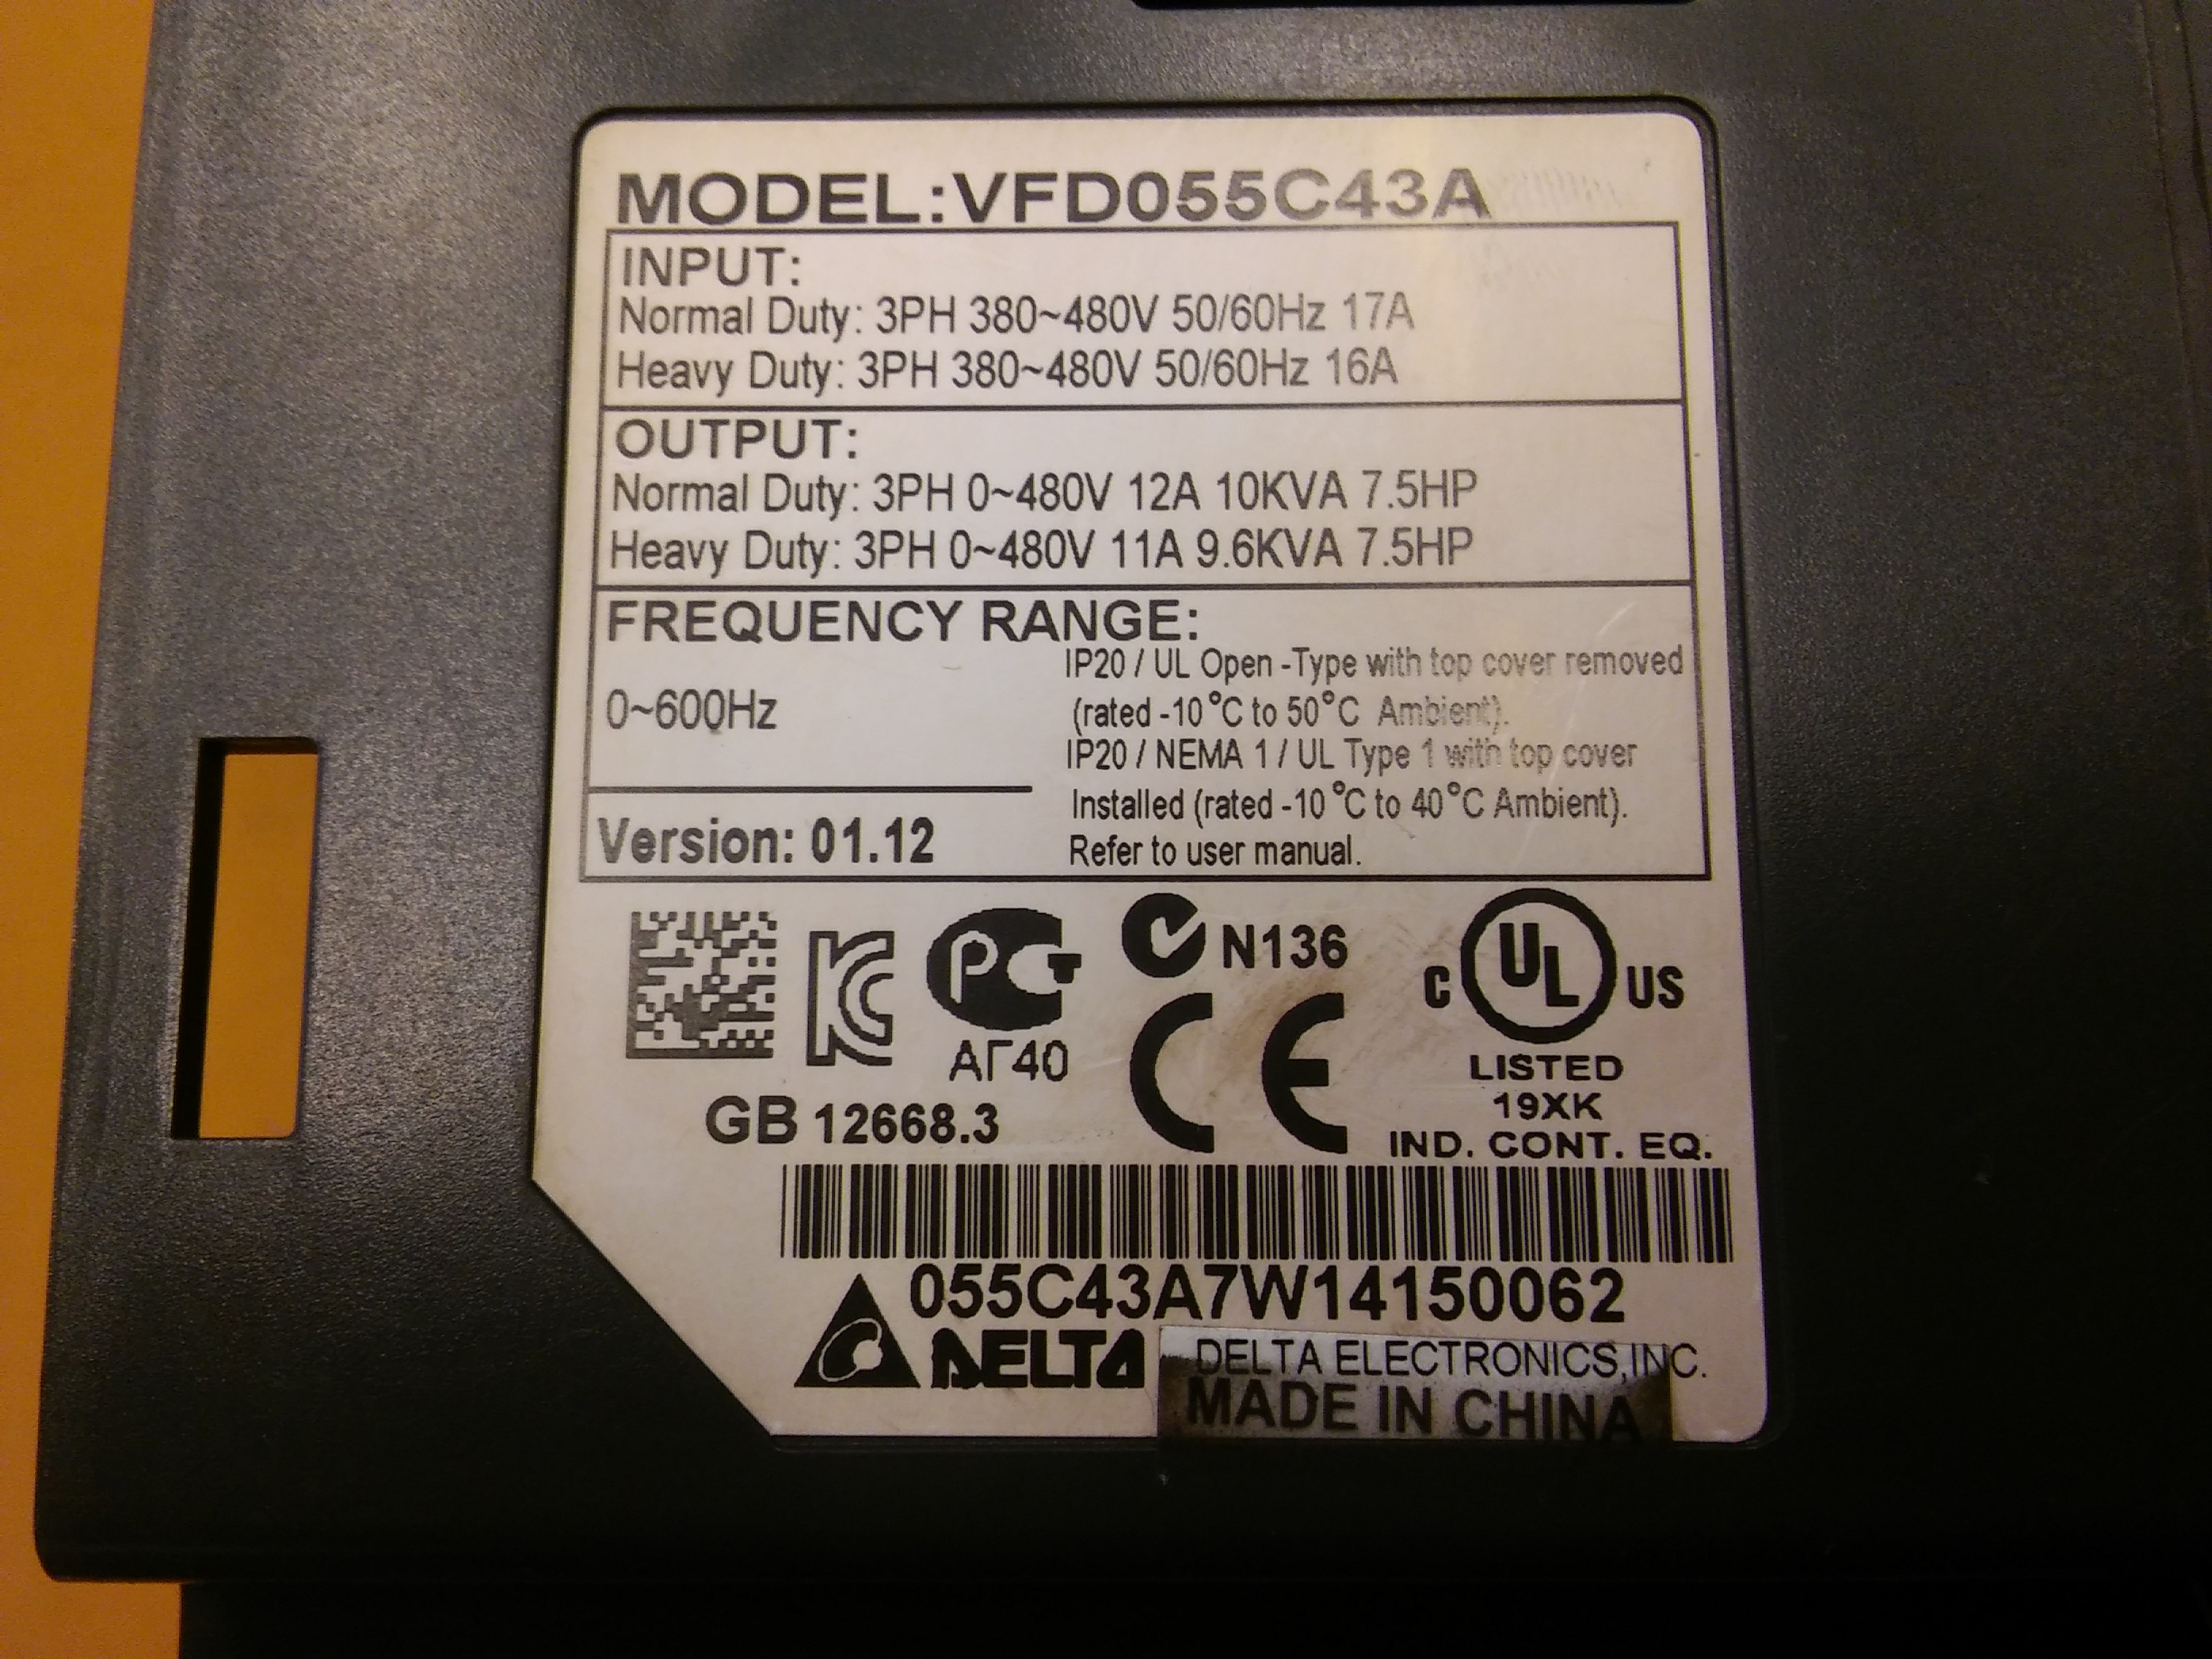 MODEL:VFD055C43A
INPUT:
Normal Duty: 3PH 380~480V 50/60Hz 17A
Heavy Duty: 3PH 380~480V 50/60Hz 16A
OUTPUT:
Normal Duty: 3PH 0~480V 12A 10KVA 7.5HP
Heavy Duty: 3PH 0~480V 11A 9.6KVA 7.5HP
FREQUENCY RANGE:
0~600Hz
IP20 / UL Open -Type with top cover removed
(rated -10°C to 50°C Ambient).
IP20 / NEMA 1 / UL Type 1 with top cover
Installed (rated -10°C to 40°C Ambient).
Refer to user manual.
Version: 01.12
KC
PCT
АГ40
N136
CE
C UL US
LISTED
19XK
IND. CONT. EQ.
GB 12668.3
055C43A7W14150062
DELTA
DELTA ELECTRONICS,INC.
MADE IN CHINA